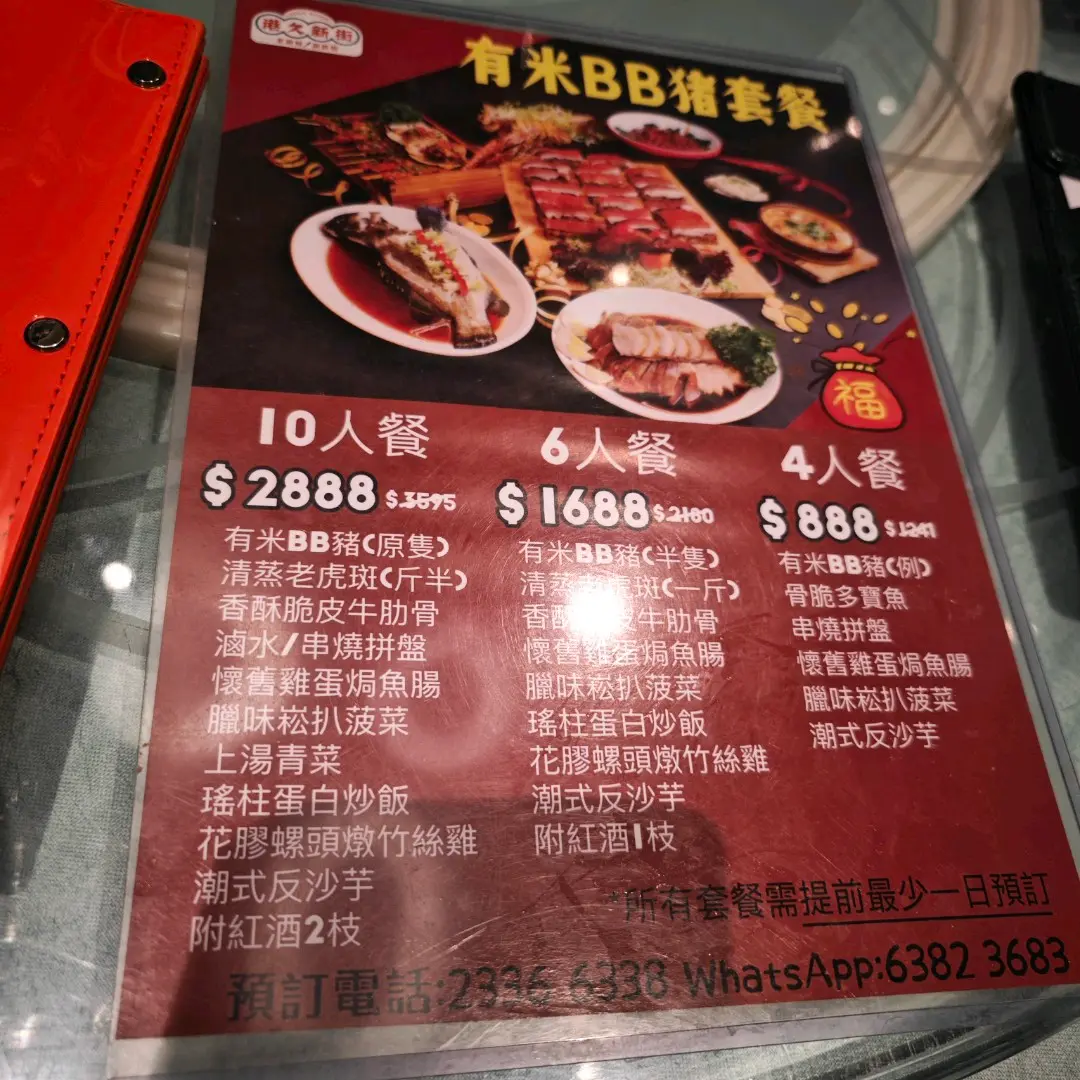 港久新街
有米BB豬套餐
福
10人餐
$2888 $3595
有米BB豬(原隻)
清蒸老虎斑(斤半)
香酥脆皮牛肋骨
滷水/串燒拼盤
懷舊雞蛋焗魚腸
臘味崧扒菠菜
上湯青菜
瑤柱蛋白炒飯
花膠螺頭燉竹絲雞
潮式反沙芋
附紅酒2枝
6人餐
$1688 $2180
有米BB豬(半隻)
清蒸老虎斑(一斤)
香酥脆皮牛肋骨
懷舊雞蛋焗魚腸
臘味崧扒菠菜
瑤柱蛋白炒飯
花膠螺頭燉竹絲雞
潮式反沙芋
附紅酒1枝
4人餐
$888 $1241
有米BB豬(例)
骨脆多寶魚
串燒拼盤
懷舊雞蛋焗魚腸
臘味崧扒菠菜
潮式反沙芋
*所有套餐需提前最少一日預訂
預訂電話:2336 6338 WhatsApp:6382 3683